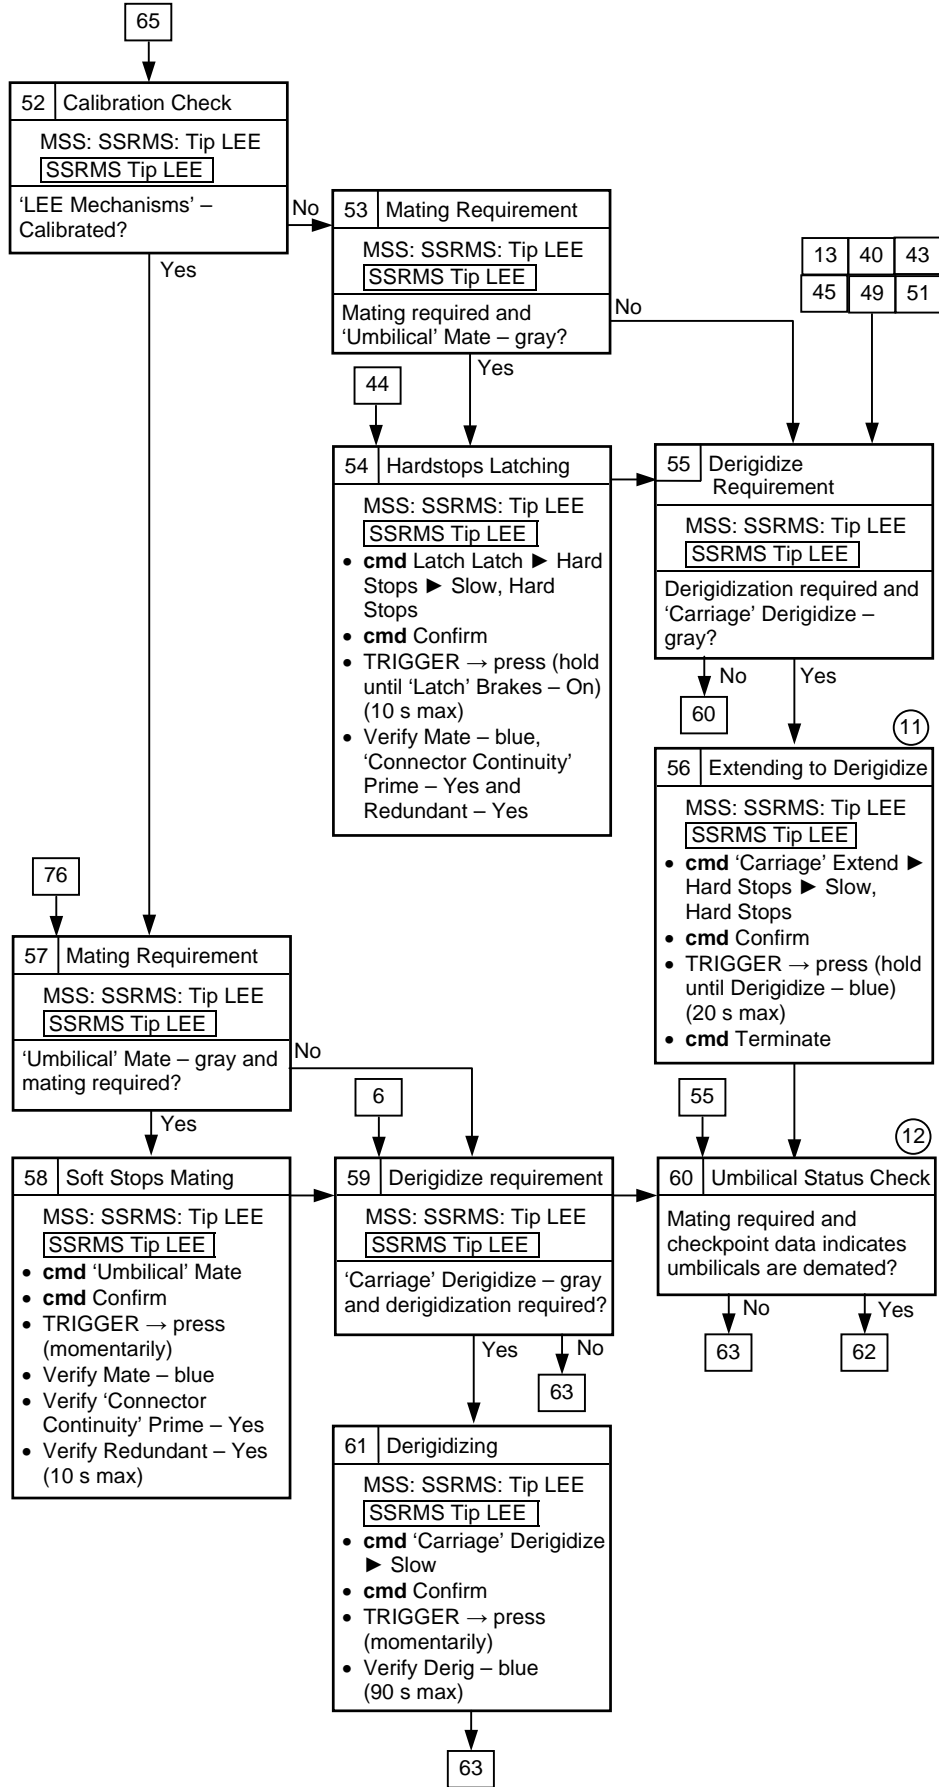 65
52 Calibration Check
MSS: SSRMS: Tip LEE
SSRMS Tip LEE
'LEE Mechanisms' –
Calibrated?
No
Yes
53 Mating Requirement
MSS: SSRMS: Tip LEE
SSRMS Tip LEE
Mating required and
'Umbilical' Mate – gray?
No
Yes
13 40 43
45 49 51
44
54 Hardstops Latching
MSS: SSRMS: Tip LEE
SSRMS Tip LEE
• cmd Latch Latch ► Hard
Stops ► Slow, Hard
Stops
• cmd Confirm
• TRIGGER → press (hold
until 'Latch' Brakes – On)
(10 s max)
• Verify Mate – blue,
'Connector Continuity'
Prime – Yes and
Redundant – Yes
55 Derigidize
Requirement
MSS: SSRMS: Tip LEE
SSRMS Tip LEE
Derigidization required and
'Carriage' Derigidize –
gray?
No
Yes
60
11
56 Extending to Derigidize
MSS: SSRMS: Tip LEE
SSRMS Tip LEE
• cmd 'Carriage' Extend ►
Hard Stops ► Slow,
Hard Stops
• cmd Confirm
• TRIGGER → press (hold
until Derigidize – blue)
(20 s max)
• cmd Terminate
76
57 Mating Requirement
MSS: SSRMS: Tip LEE
SSRMS Tip LEE
'Umbilical' Mate – gray and
mating required?
No
Yes
58 Soft Stops Mating
MSS: SSRMS: Tip LEE
SSRMS Tip LEE
• cmd 'Umbilical' Mate
• cmd Confirm
• TRIGGER → press
(momentarily)
• Verify Mate – blue
• Verify 'Connector
Continuity' Prime – Yes
• Verify Redundant – Yes
(10 s max)
6
59 Derigidize requirement
MSS: SSRMS: Tip LEE
SSRMS Tip LEE
'Carriage' Derigidize – gray
and derigidization required?
Yes
No
63
55
12
60 Umbilical Status Check
Mating required and
checkpoint data indicates
umbilicals are demated?
No
Yes
63
62
61 Derigidizing
MSS: SSRMS: Tip LEE
SSRMS Tip LEE
• cmd 'Carriage' Derigidize
► Slow
• cmd Confirm
• TRIGGER → press
(momentarily)
• Verify Derig – blue
(90 s max)
63